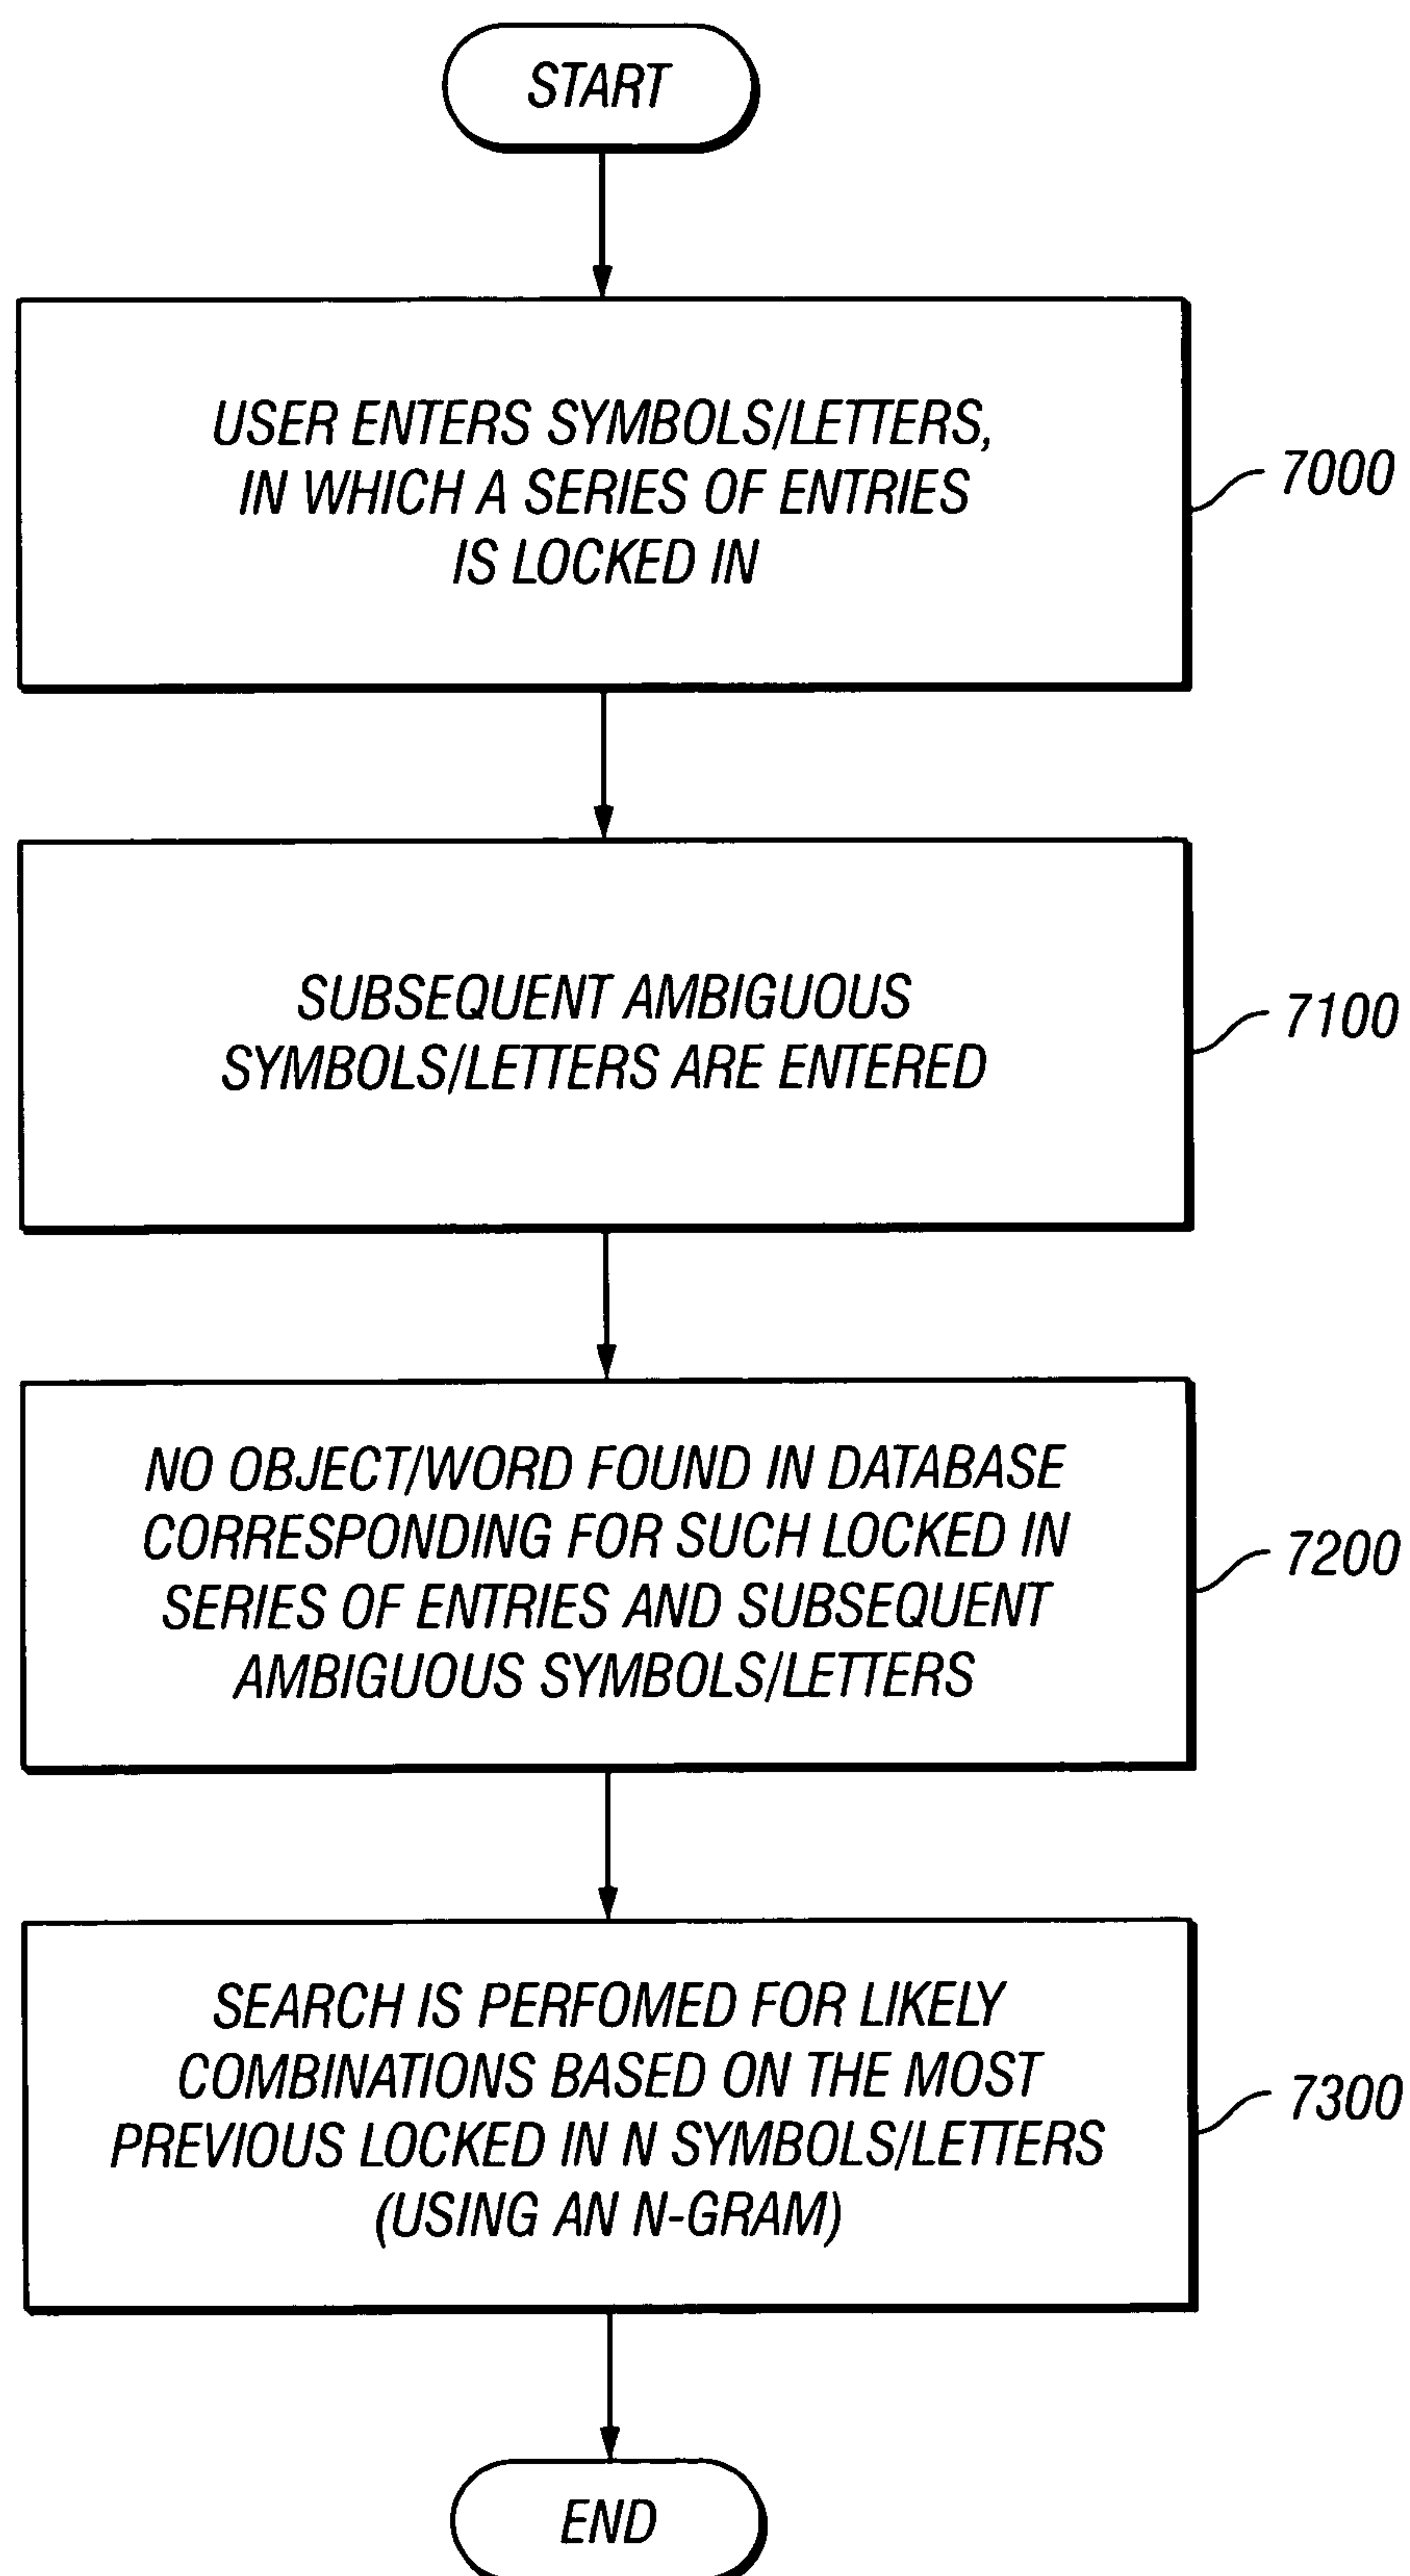 START
USER ENTERS SYMBOLS/LETTERS,
IN WHICH A SERIES OF ENTRIES
IS LOCKED IN
7000
SUBSEQUENT AMBIGUOUS
SYMBOLS/LETTERS ARE ENTERED
7100
NO OBJECT/WORD FOUND IN DATABASE
CORRESPONDING FOR SUCH LOCKED IN
SERIES OF ENTRIES AND SUBSEQUENT
AMBIGUOUS SYMBOLS/LETTERS
7200
SEARCH IS PERFOMED FOR LIKELY
COMBINATIONS BASED ON THE MOST
PREVIOUS LOCKED IN N SYMBOLS/LETTERS
(USING AN N-GRAM)
7300
END